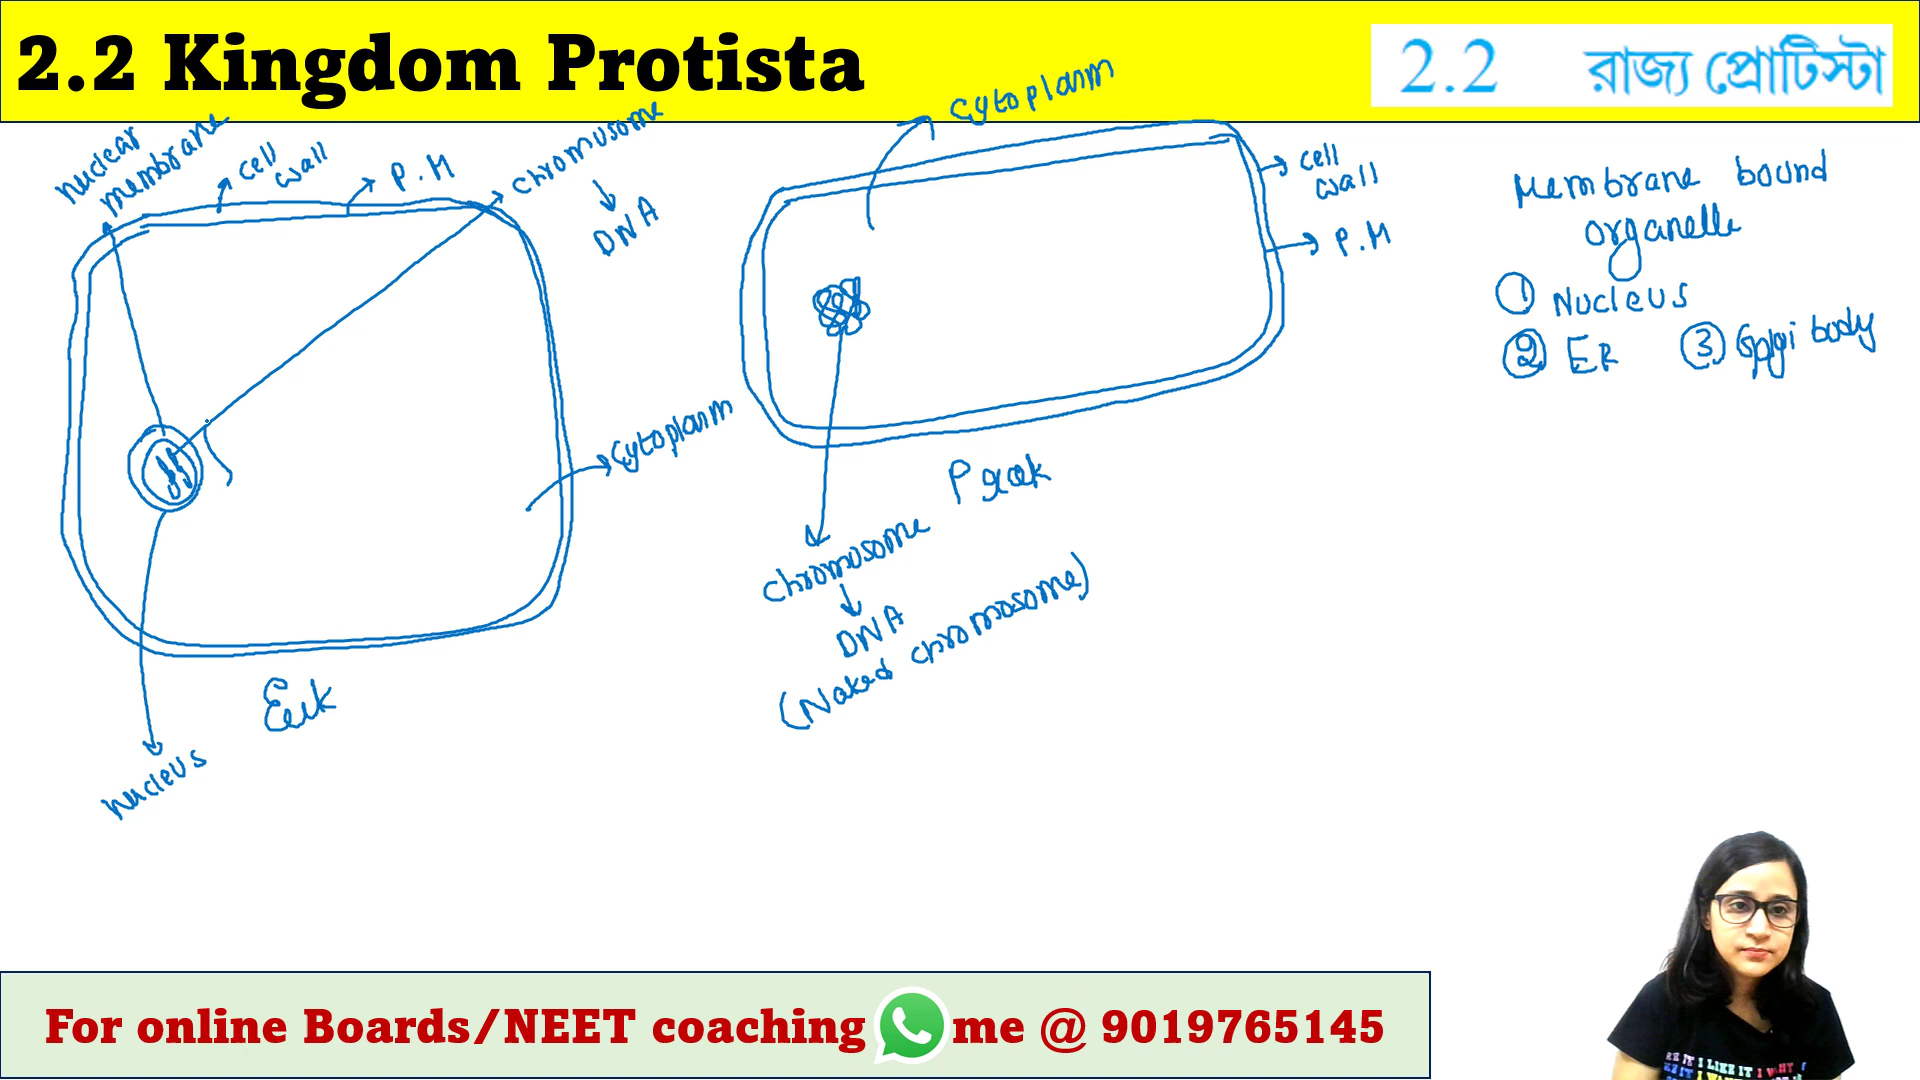 2.2 Kingdom Protista
2.2 রাজ্য প্রোটিস্টা
nuclear
membrane
cell
wall
P.M
chromosome
DNA
cytoplasm
nucleus
Euk
cytoplasm
cell
wall
P.M
Prok
chromosome
DNA
(Naked chromosome)
Membrane bound
organelle
① Nucleus
② ER ③ Golgi body
For online Boards/NEET coaching me @ 9019765145